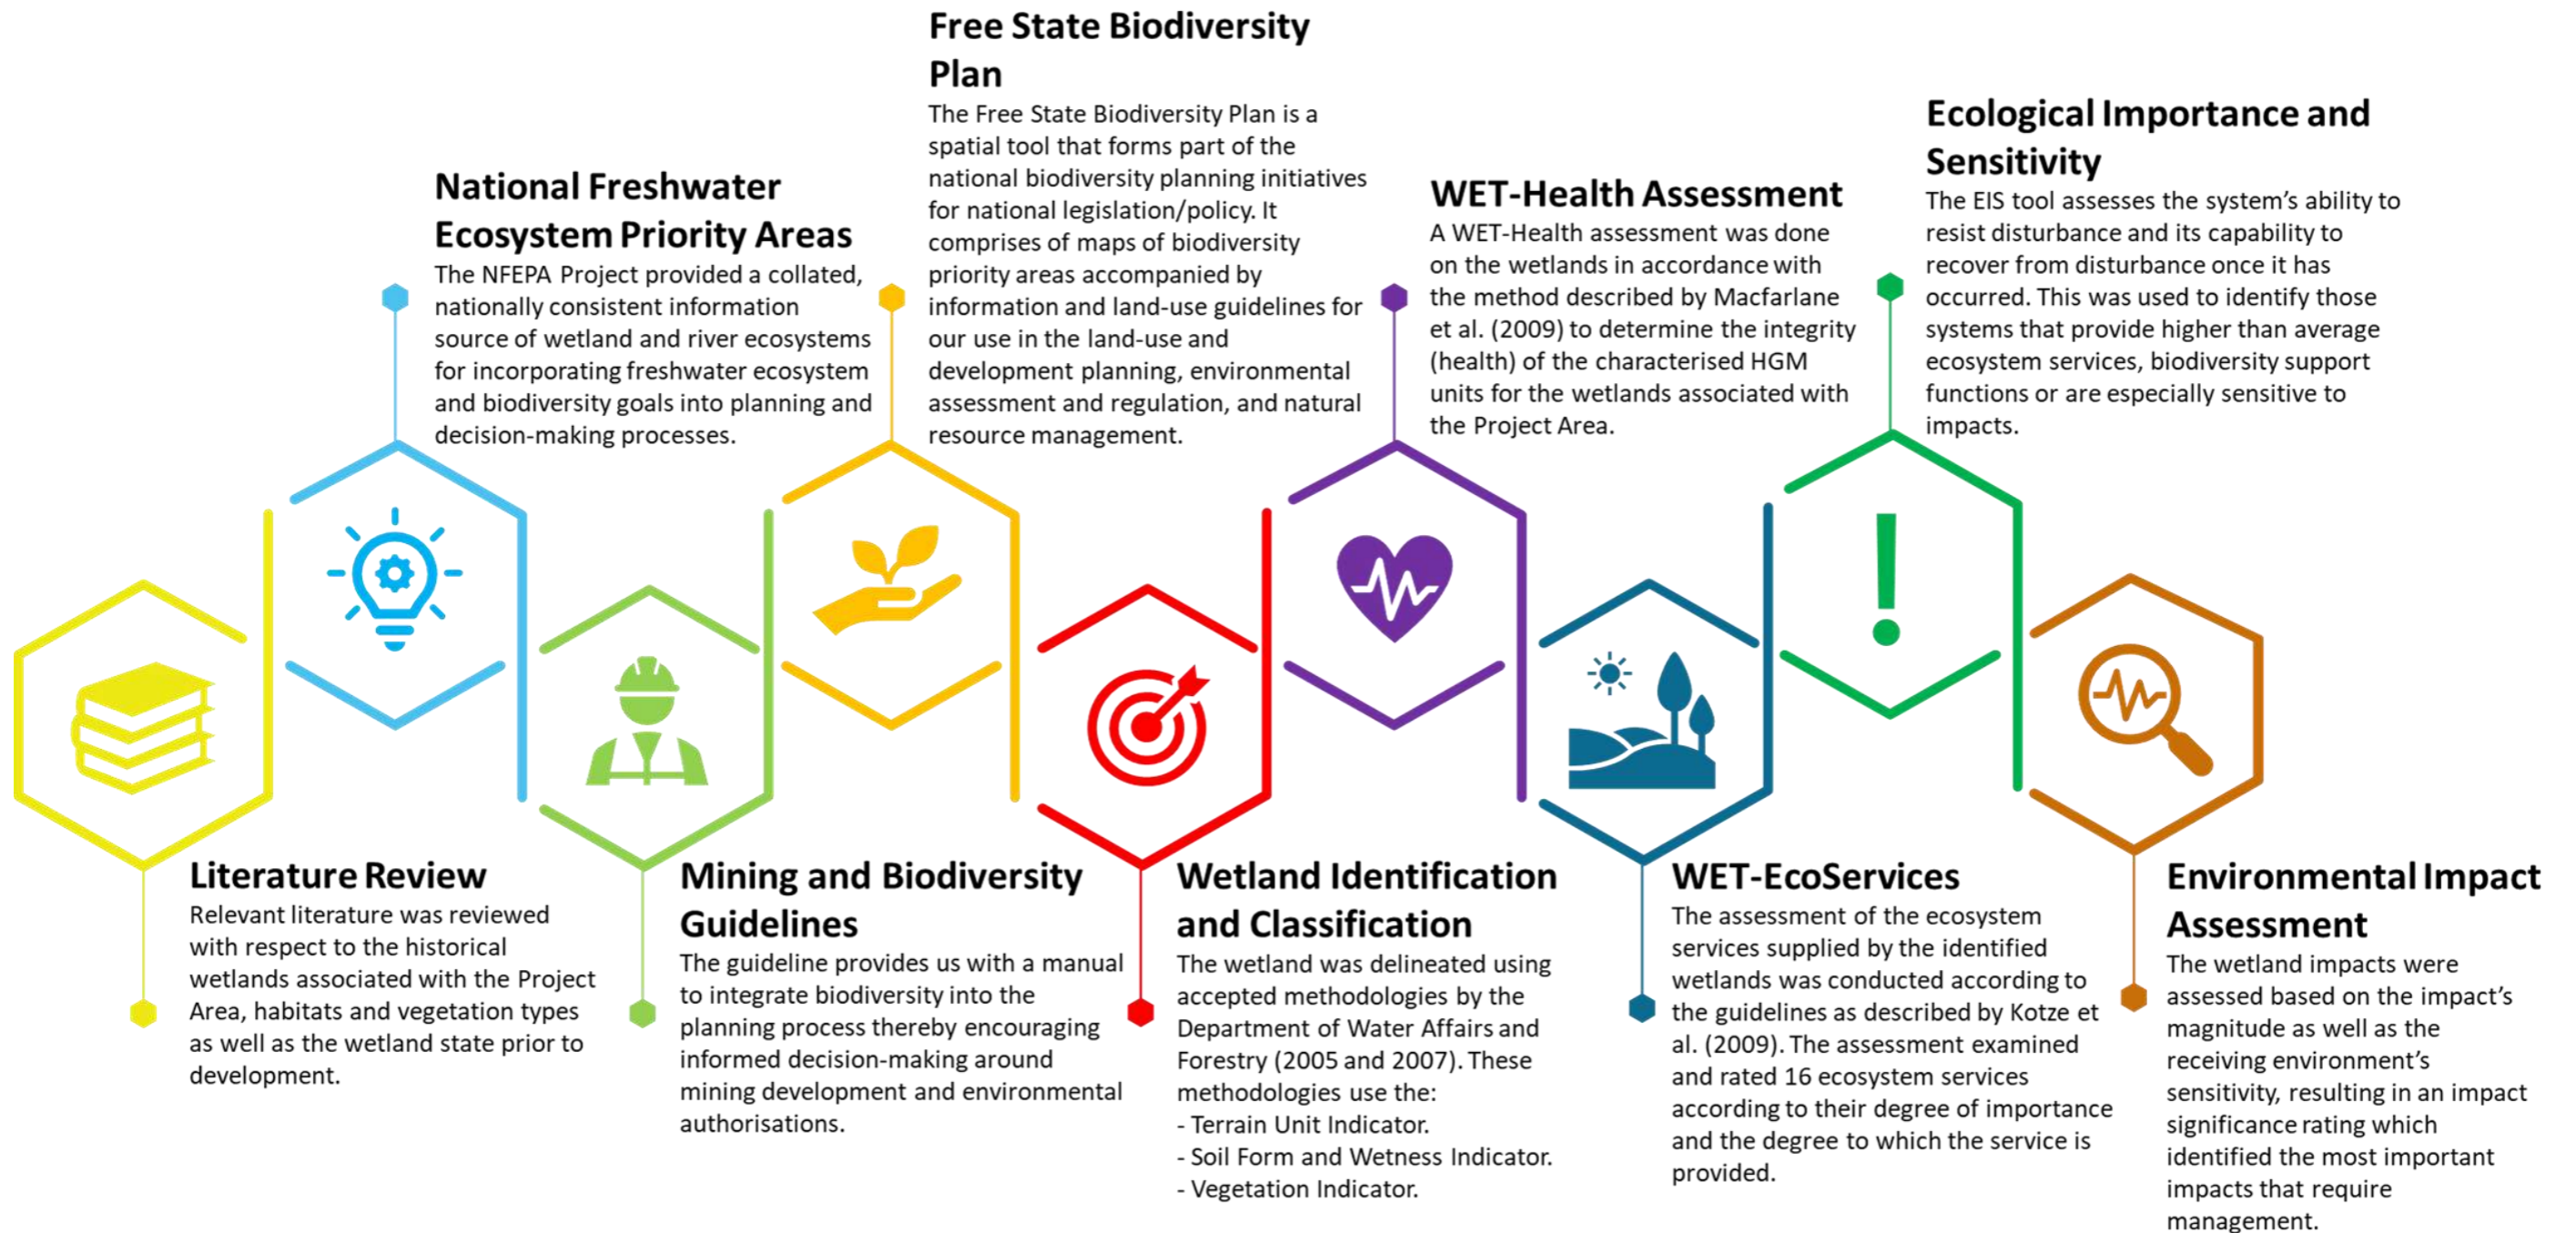 Literature Review
Relevant literature was reviewed
with respect to the historical
wetlands associated with the Project
Area, habitats and vegetation types
as well as the wetland state prior to
development.
National Freshwater
Ecosystem Priority Areas
The NFEPA Project provided a collated,
nationally consistent information
source of wetland and river ecosystems
for incorporating freshwater ecosystem
and biodiversity goals into planning and
decision-making processes.
Mining and Biodiversity
Guidelines
The guideline provides us with a manual
to integrate biodiversity into the
planning process thereby encouraging
informed decision-making around
mining development and environmental
authorisations.
Free State Biodiversity
Plan
The Free State Biodiversity Plan is a
spatial tool that forms part of the
national biodiversity planning initiatives
for national legislation/policy. It
comprises of maps of biodiversity
priority areas accompanied by
information and land-use guidelines for
our use in the land-use and
development planning, environmental
assessment and regulation, and natural
resource management.
Wetland Identification
and Classification
The wetland was delineated using
accepted methodologies by the
Department of Water Affairs and
Forestry (2005 and 2007). These
methodologies use the:
- Terrain Unit Indicator.
- Soil Form and Wetness Indicator.
- Vegetation Indicator.
WET-Health Assessment
A WET-Health assessment was done
on the wetlands in accordance with
the method described by Macfarlane
et al. (2009) to determine the integrity
(health) of the characterised HGM
units for the wetlands associated with
the Project Area.
WET-EcoServices
The assessment of the ecosystem
services supplied by the identified
wetlands was conducted according to
the guidelines as described by Kotze et
al. (2009). The assessment examined
and rated 16 ecosystem services
according to their degree of importance
and the degree to which the service is
provided.
Ecological Importance and
Sensitivity
The EIS tool assesses the system’s ability to
resist disturbance and its capability to
recover from disturbance once it has
occurred. This was used to identify those
systems that provide higher than average
ecosystem services, biodiversity support
functions or are especially sensitive to
impacts.
Environmental Impact
Assessment
The wetland impacts were
assessed based on the impact’s
magnitude as well as the
receiving environment’s
sensitivity, resulting in an impact
significance rating which
identified the most important
impacts that require
management.